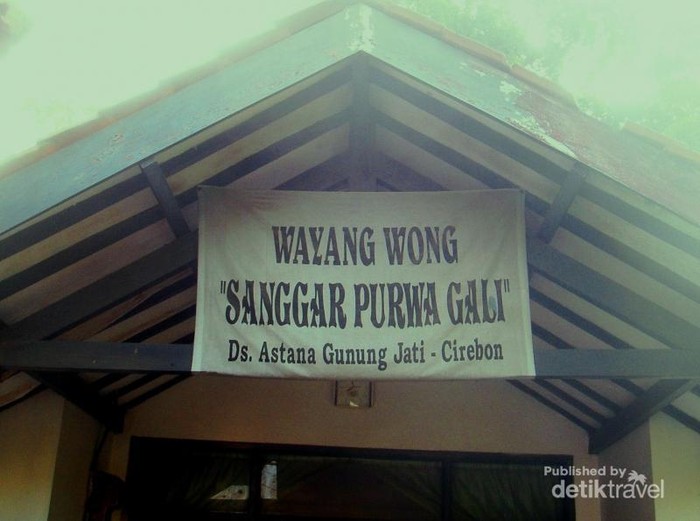 WAYANG WONG
"SANGGAR PURWA GALI"
Ds. Astana Gunung Jati - Cirebon
Published by
detiktravel